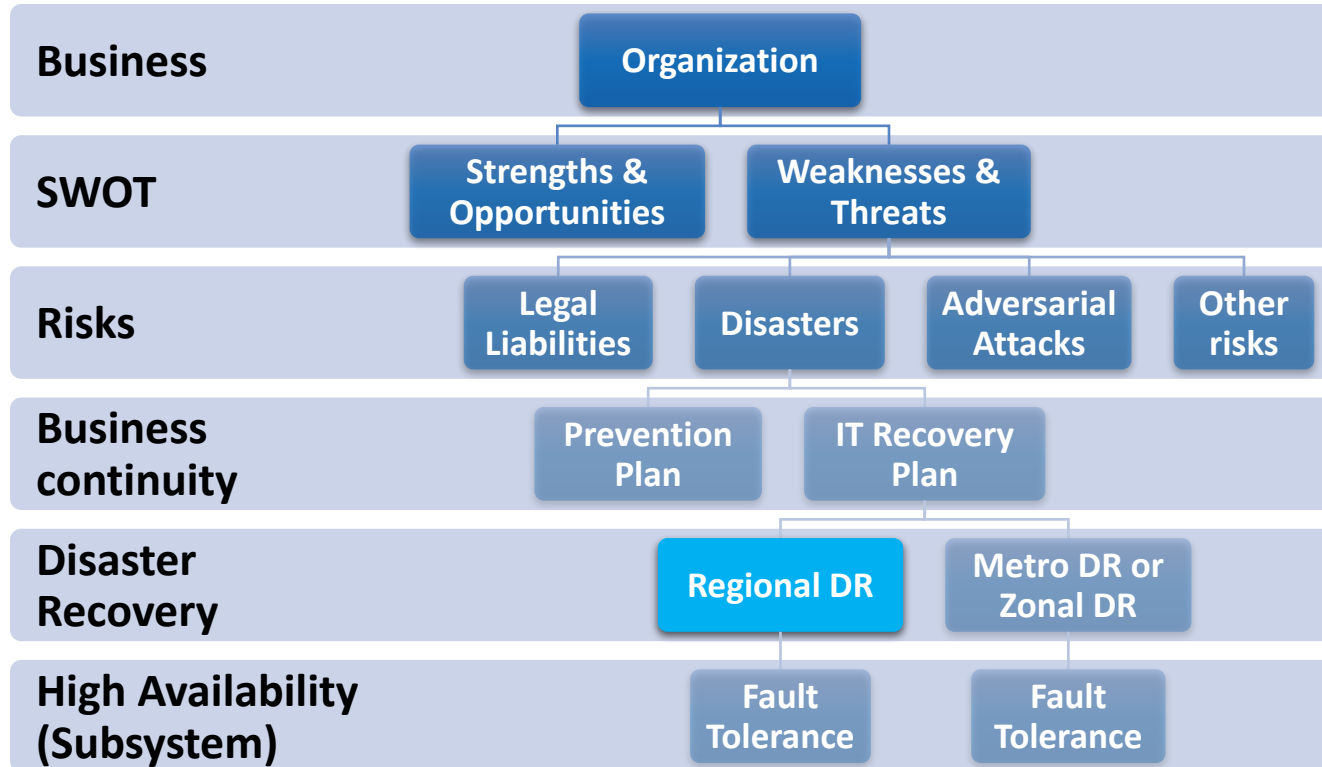 Business
Organization
SWOT
Strengths &
Opportunities
Weaknesses &
Threats
Risks
Legal
Liabilities
Disasters
Adversarial
Attacks
Other
risks
Business
continuity
Prevention
Plan
IT Recovery
Plan
Disaster
Recovery
Regional DR
Metro DR or
Zonal DR
High Availability
(Subsystem)
Fault
Tolerance
Fault
Tolerance